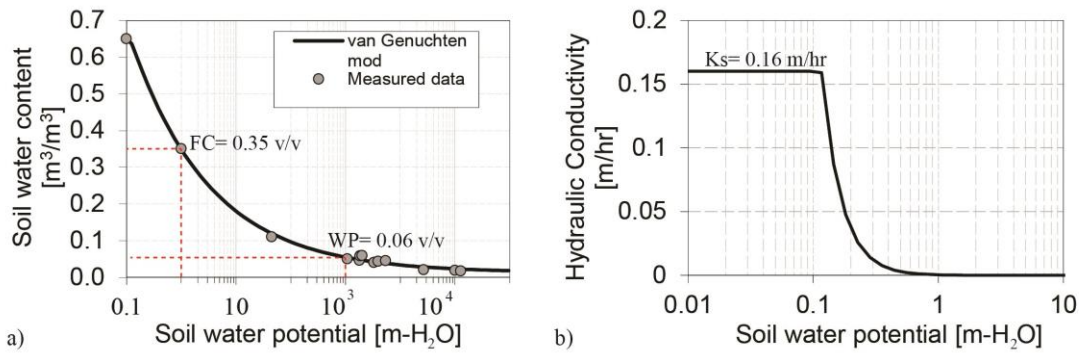 0.7
0.6
0.5
0.4
0.3
0.2
0.1
0.0
Soil water content
[m³/m³]
van Genuchten
mod
Measured data
FC= 0.35 v/v
WP= 0.06 v/v
0.1
10
10³
10⁴
Soil water potential [m-H₂O]
a)
0.2
0.15
0.1
0.05
0
Hydraulic Conductivity
[m/hr]
Ks= 0.16 m/hr
0.01
0.1
1
10
Soil water potential [m-H₂O]
b)